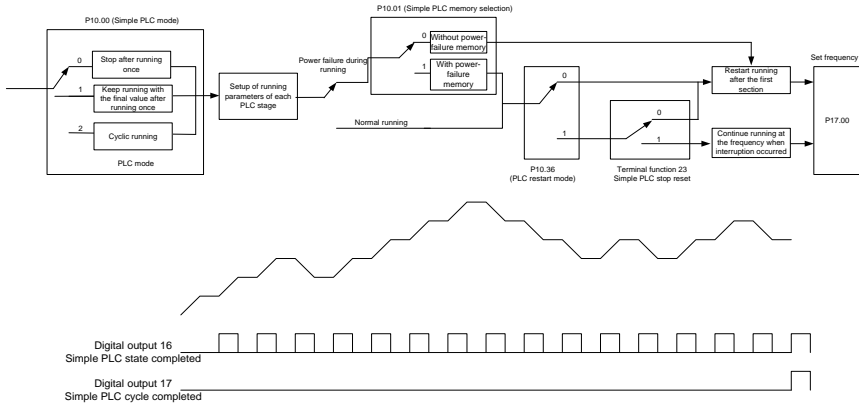 P10.00 (Simple PLC mode)
0
Stop after running
once
1
Keep running with
the final value after
running once
2
Cyclic running
PLC mode
Setup of running
parameters of each
PLC stage
Power failure during
running
Normal running
P10.01 (Simple PLC memory selection)
0
Without power-
failure memory
1
With power-
failure memory
0
1
P10.36
(PLC restart mode)
0
1
Terminal function 23
Simple PLC stop reset
Restart running
after the first
section
Continue running at
the frequency when
interruption occurred
Set frequency
P17.00
Digital output 16
Simple PLC state completed
Digital output 17
Simple PLC cycle completed